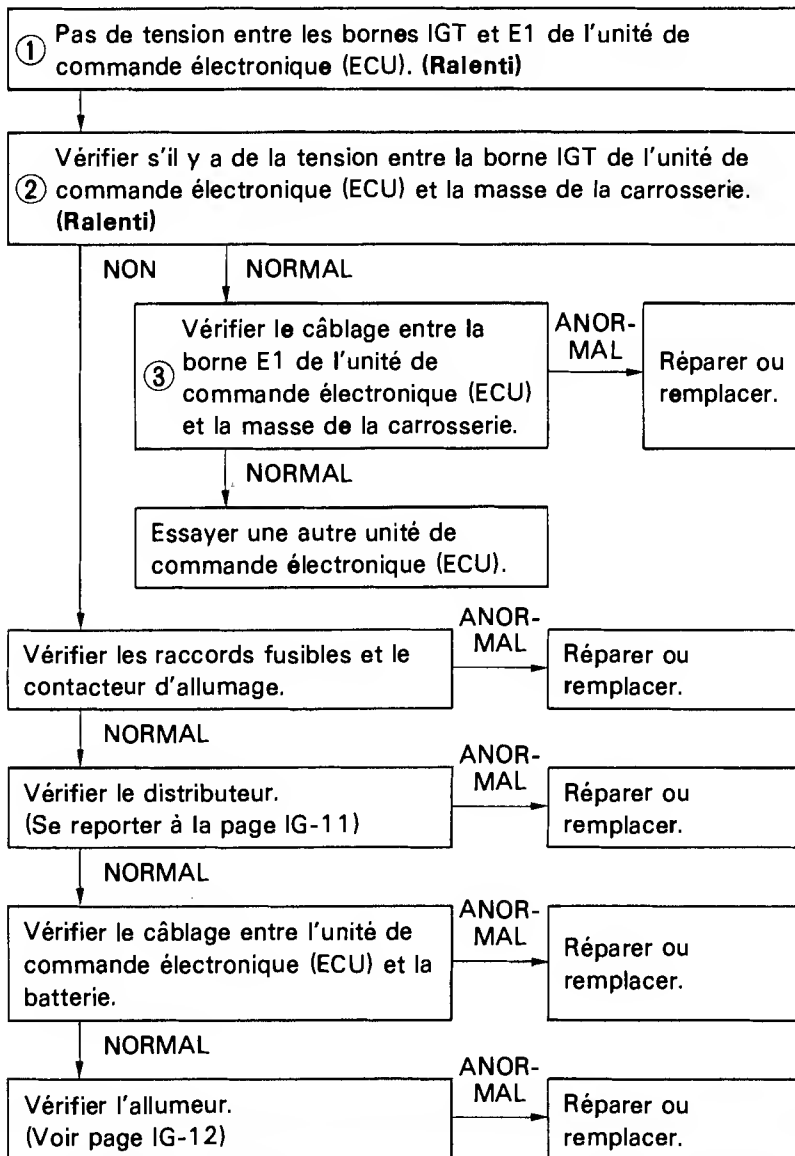 ① Pas de tension entre les bornes IGT et E1 de l'unité de
commande électronique (ECU). (Ralenti)
② Vérifier s'il y a de la tension entre la borne IGT de l'unité de
commande électronique (ECU) et la masse de la carrosserie.
(Ralenti)
NON
NORMAL
③ Vérifier le câblage entre la
borne E1 de l'unité de
commande électronique (ECU)
et la masse de la carrosserie.
ANOR-
MAL
Réparer ou
remplacer.
NORMAL
Essayer une autre unité de
commande électronique (ECU).
Vérifier les raccords fusibles et le
contacteur d'allumage.
ANOR-
MAL
Réparer ou
remplacer.
NORMAL
Vérifier le distributeur.
(Se reporter à la page IG-11)
ANOR-
MAL
Réparer ou
remplacer.
NORMAL
Vérifier le câblage entre l'unité de
commande électronique (ECU) et la
batterie.
ANOR-
MAL
Réparer ou
remplacer.
NORMAL
Vérifier l'allumeur.
(Voir page IG-12)
ANOR-
MAL
Réparer ou
remplacer.